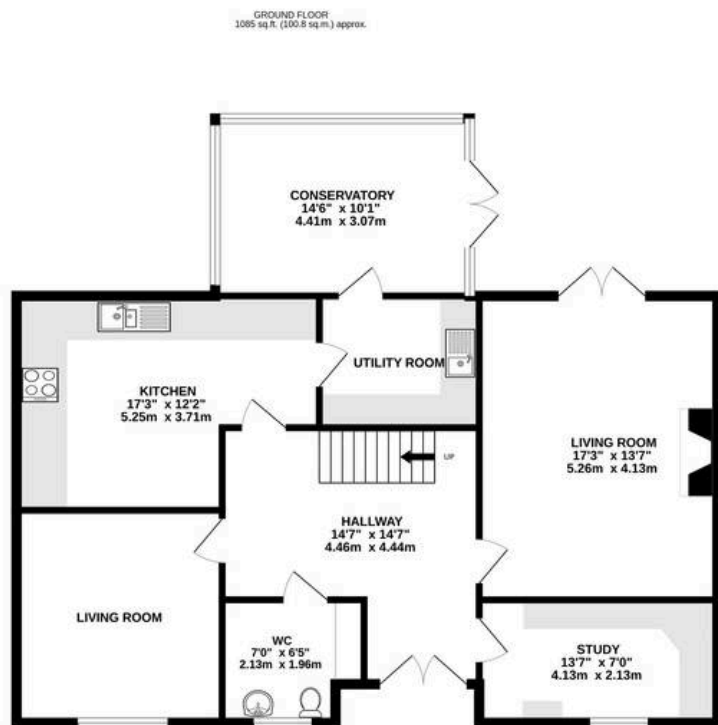 GROUND FLOOR
1085 sq.ft. (100.8 sq.m.) approx.
CONSERVATORY
14'6" x 10'1"
4.41m x 3.07m
KITCHEN
17'3" x 12'2"
5.25m x 3.71m
UTILITY ROOM
LIVING ROOM
17'3" x 13'7"
5.26m x 4.13m
UP
HALLWAY
14'7" x 14'7"
4.46m x 4.44m
LIVING ROOM
WC
7'0" x 6'5"
2.13m x 1.96m
STUDY
13'7" x 7'0"
4.13m x 2.13m